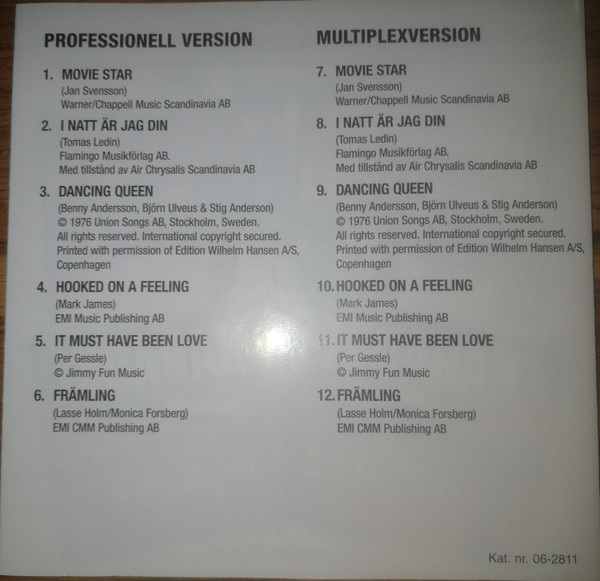 PROFESSIONELL VERSION
1. MOVIE STAR
(Jan Svensson)
Warner/Chappell Music Scandinavia AB
2. I NATT ÄR JAG DIN
(Tomas Ledin)
Flamingo Musikförlag AB.
Med tillstånd av Air Chrysalis Scandinavia AB
3. DANCING QUEEN
(Benny Andersson, Björn Ulveus & Stig Anderson)
© 1976 Union Songs AB, Stockholm, Sweden.
All rights reserved. International copyright secured.
Printed with permission of Edition Wilhelm Hansen A/S,
Copenhagen
4. HOOKED ON A FEELING
(Mark James)
EMI Music Publishing AB
5. IT MUST HAVE BEEN LOVE
(Per Gessle)
© Jimmy Fun Music
6. FRÄMLING
(Lasse Holm/Monica Forsberg)
EMI CMM Publishing AB
MULTIPLEXVERSION
7. MOVIE STAR
(Jan Svensson)
Warner/Chappell Music Scandinavia AB
8. I NATT ÄR JAG DIN
(Tomas Ledin)
Flamingo Musikförlag AB.
Med tillstånd av Air Chrysalis Scandinavia AB
9. DANCING QUEEN
(Benny Andersson, Björn Ulveus & Stig Anderson)
© 1976 Union Songs AB, Stockholm, Sweden.
All rights reserved. International copyright secured.
Printed with permission of Edition Wilhelm Hansen A/S,
Copenhagen
10. HOOKED ON A FEELING
(Mark James)
EMI Music Publishing AB
11. IT MUST HAVE BEEN LOVE
(Per Gessle)
© Jimmy Fun Music
12. FRÄMLING
(Lasse Holm/Monica Forsberg)
EMI CMM Publishing AB
Kat. nr. 06-2811